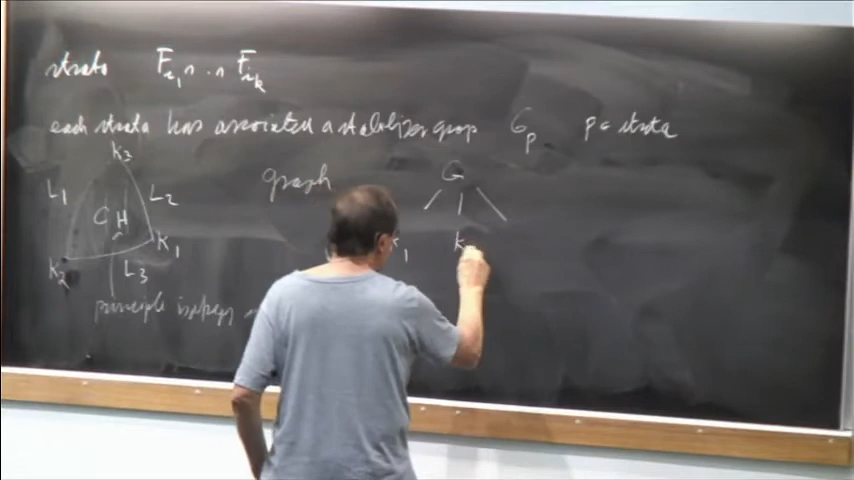 strata F_{i_1} ∩ .. ∩ F_{i_k}
each strata has associated a stabilizer group G_p p ∈ strata
K_3
graph G
L_1 L_2
C H
K_1 K_1 K
K_2 L_3
principle isotropy